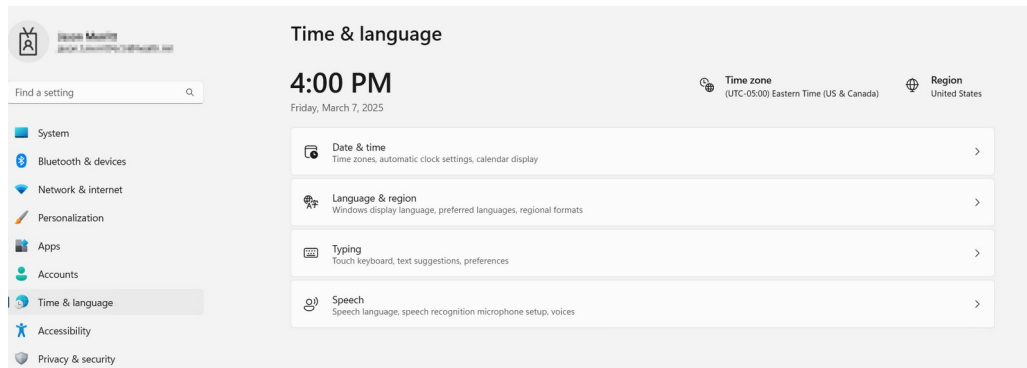 Time & language
4:00 PM
Friday, March 7, 2025
Time zone
(UTC-05:00) Eastern Time (US & Canada)
Region
United States
Find a setting
System
Bluetooth & devices
Network & internet
Personalization
Apps
Accounts
Time & language
Accessibility
Privacy & security
Date & time
Time zones, automatic clock settings, calendar display
Language & region
Windows display language, preferred languages, regional formats
Typing
Touch keyboard, text suggestions, preferences
Speech
Speech language, speech recognition microphone setup, voices